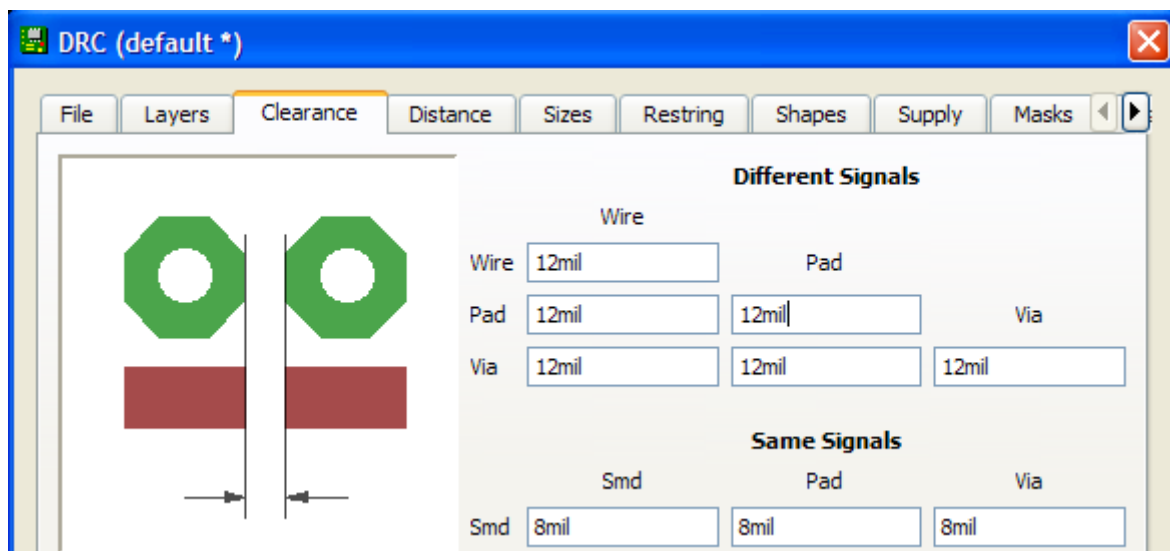 DRC (default *)
File Layers Clearance Distance Sizes Restring Shapes Supply Masks
Different Signals
Wire
Wire 12mil Pad
Pad 12mil 12mil Via
Via 12mil 12mil 12mil
Same Signals
Smd Pad Via
Smd 8mil 8mil 8mil